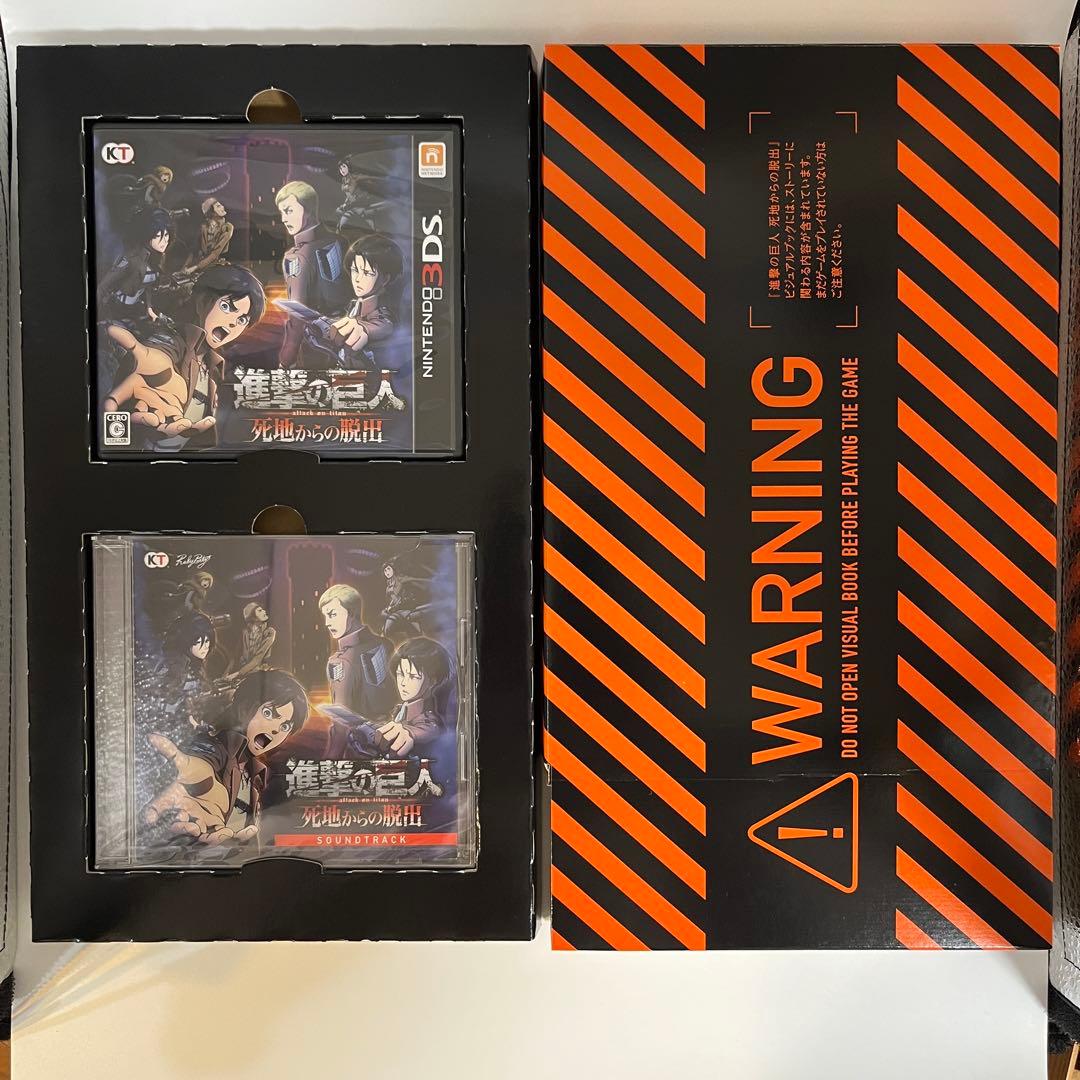 KT
NINTENDO
NETWORK
NINTENDO 3DS™
進撃の巨人
attack on titan
死地からの脱出
CERO
C
KT
Ruby Party
進撃の巨人
attack on titan
死地からの脱出
SOUNDTRACK
「進撃の巨人 死地からの脱出」
ビジュアルブックには、ストーリーに
関わる内容が含まれています。
まだゲームをプレイされていない方は
ご注意ください。
WARNING
DO NOT OPEN VISUAL BOOK BEFORE PLAYING THE GAME